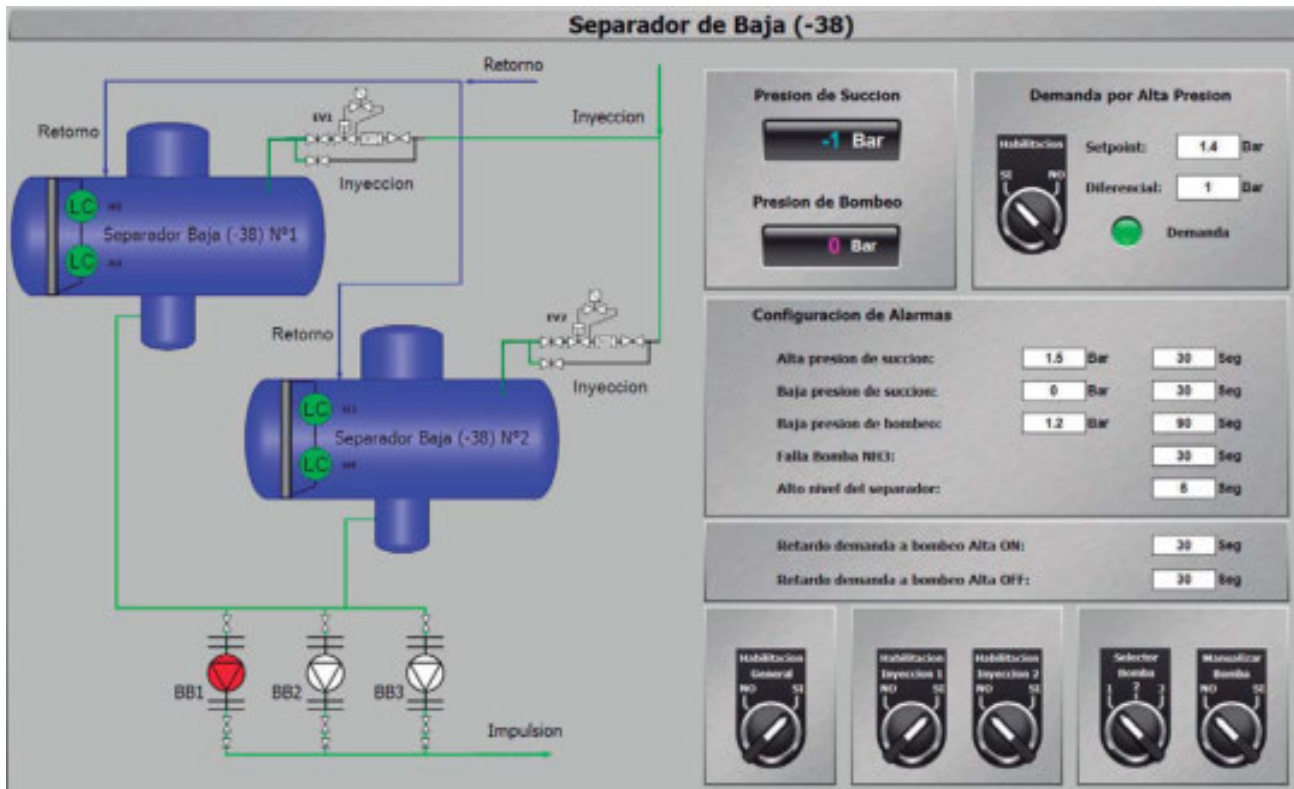 Separador de Baja (-38)
Retorno
Retorno
EV1
Inyeccion
Inyeccion
LC
Separador Baja (-38) N°1
LC
Retorno
EV2
Inyeccion
LC
Separador Baja (-38) N°2
LC
BB1
BB2
BB3
Impulsion
Presion de Succion
-1 Bar
Presion de Bombeo
0 Bar
Demanda por Alta Presion
Habilitacion
SI NO
Setpoint: 1.4 Bar
Diferencial: 1 Bar
Demanda
Configuracion de Alarmas
Alta presion de succion: 1.5 Bar 30 Seg
Baja presion de succion: 0 Bar 30 Seg
Baja presion de bombeo: 1.2 Bar 90 Seg
Falla Bomba NH3: 30 Seg
Alto nivel del separador: Seg
Retardo demanda a bombeo Alta ON: 30 Seg
Retardo demanda a bombeo Alta OFF: 30 Seg
Habilitacion
General
NO SI
Habilitacion
Inyeccion 1
NO SI
Habilitacion
Inyeccion 2
NO SI
Selector
Bomba
1 2 3
Manualizar
Bomba
NO SI